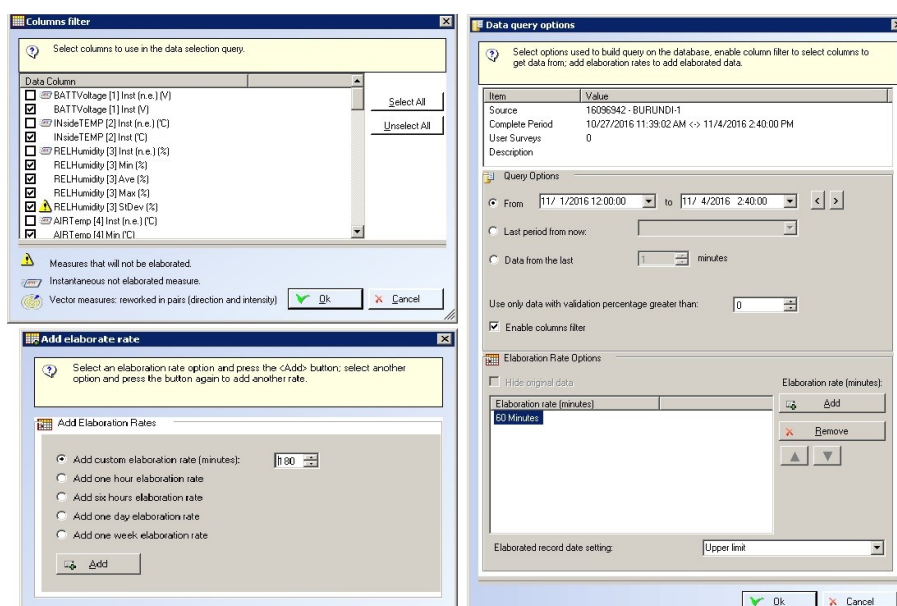 Columns filter
Select columns to use in the data selection query.
Data Column
BATTVoltage [1] Inst (n.e.) (V)
BATTVoltage [1] Inst (V)
INsideTEMP [2] Inst (n.e.) (°C)
INsideTEMP [2] Inst (°C)
RELHumidity [3] Inst (n.e.) (%)
RELHumidity [3] Min (%)
RELHumidity [3] Ave (%)
RELHumidity [3] Max (%)
RELHumidity [3] StDev (%)
AIRTemp [4] Inst (n.e.) (°C)
AIRTemp [4] Min (°C)
Select All
Unselect All
Measures that will not be elaborated.
Instantaneous not elaborated measure.
Vector measures: reworked in pairs (direction and intensity)
Ok
Cancel
Add elaborate rate
Select an elaboration rate option and press the <Add> button; select another
option and press the button again to add another rate.
Add Elaboration Rates
Add custom elaboration rate (minutes): 180
Add one hour elaboration rate
Add six hours elaboration rate
Add one day elaboration rate
Add one week elaboration rate
Add
Data query options
Select options used to build query on the database, enable column filter to select columns to
get data from; add elaboration rates to add elaborated data.
Item Value
Source 16096942 - BURUNDI-1
Complete Period 10/27/2016 11:39:02 AM <-> 11/4/2016 2:40:00 PM
User Surveys 0
Description
Query Options
From 11/ 1/2016 12:00:00 to 11/ 4/2016 2:40:00 < >
Last period from now:
Data from the last 1 minutes
Use only data with validation percentage greater than: 0
Enable columns filter
Elaboration Rate Options
Hide original data
Elaboration rate (minutes):
Elaboration rate (minutes)
60 Minutes
Add
Remove
Elaborated record date setting: Upper limit
Ok
Cancel